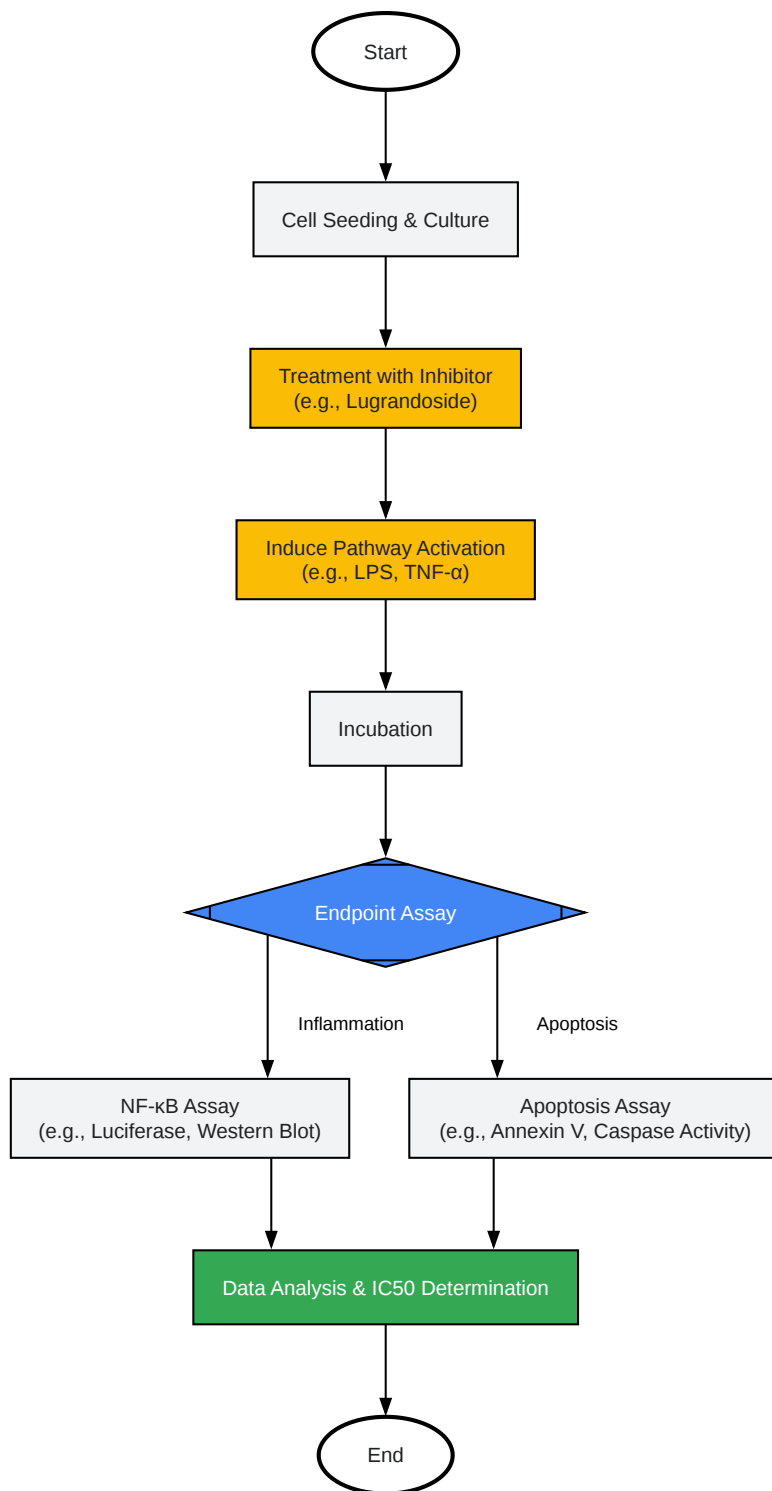 Start
Cell Seeding & Culture
Treatment with Inhibitor
(e.g., Lugrandoside)
Induce Pathway Activation
(e.g., LPS, TNF-α)
Incubation
Endpoint Assay
Inflammation
Apoptosis
NF-κB Assay
(e.g., Luciferase, Western Blot)
Apoptosis Assay
(e.g., Annexin V, Caspase Activity)
Data Analysis & IC50 Determination
End